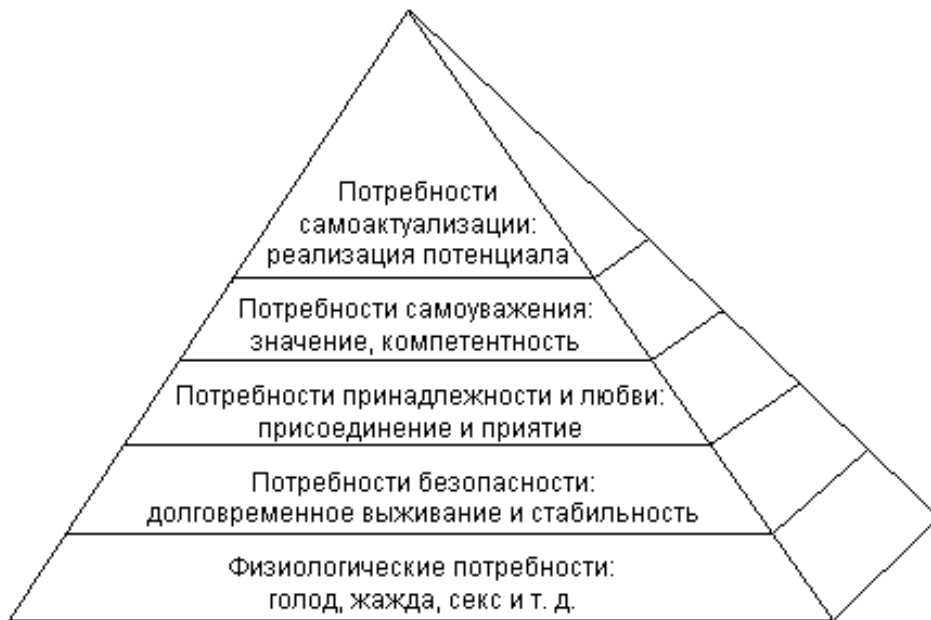 Потребности
самоактуализации:
реализация потенциала
Потребности самоуважения:
значение, компетентность
Потребности принадлежности и любви:
присоединение и приятие
Потребности безопасности:
долговременное выживание и стабильность
Физиологические потребности:
голод, жажда, секс и т. д.